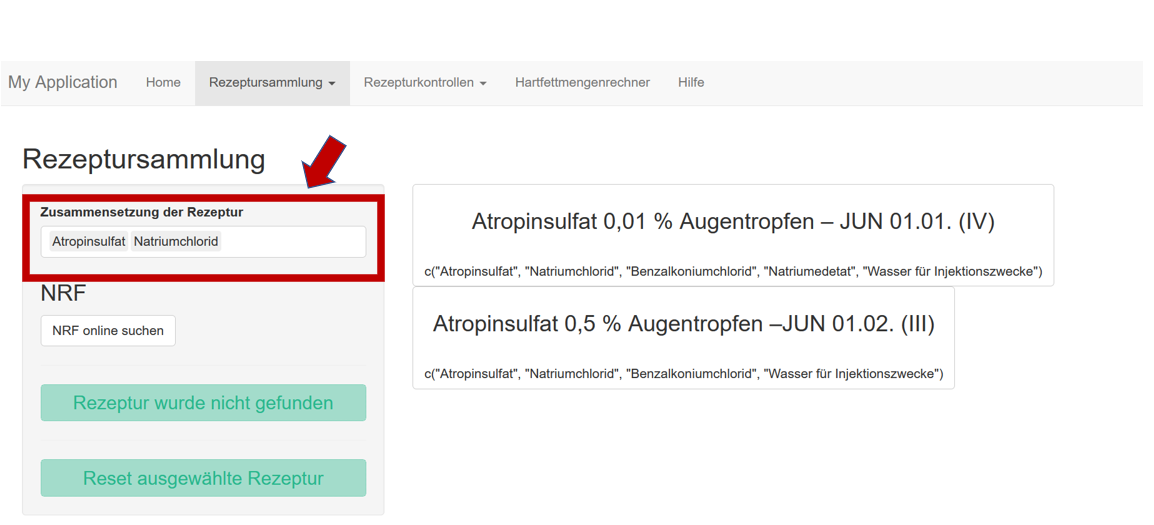 My Application Home Rezeptursammlung Rezepturkontrollen Hartfettmengenrechner Hilfe
Rezeptursammlung
Zusammensetzung der Rezeptur
Atropinsulfat Natriumchlorid
NRF
NRF online suchen
Rezeptur wurde nicht gefunden
Reset ausgewählte Rezeptur
Atropinsulfat 0,01 % Augentropfen – JUN 01.01. (IV)
c("Atropinsulfat", "Natriumchlorid", "Benzalkoniumchlorid", "Natriumedetat", "Wasser für Injektionszwecke")
Atropinsulfat 0,5 % Augentropfen –JUN 01.02. (III)
c("Atropinsulfat", "Natriumchlorid", "Benzalkoniumchlorid", "Wasser für Injektionszwecke")